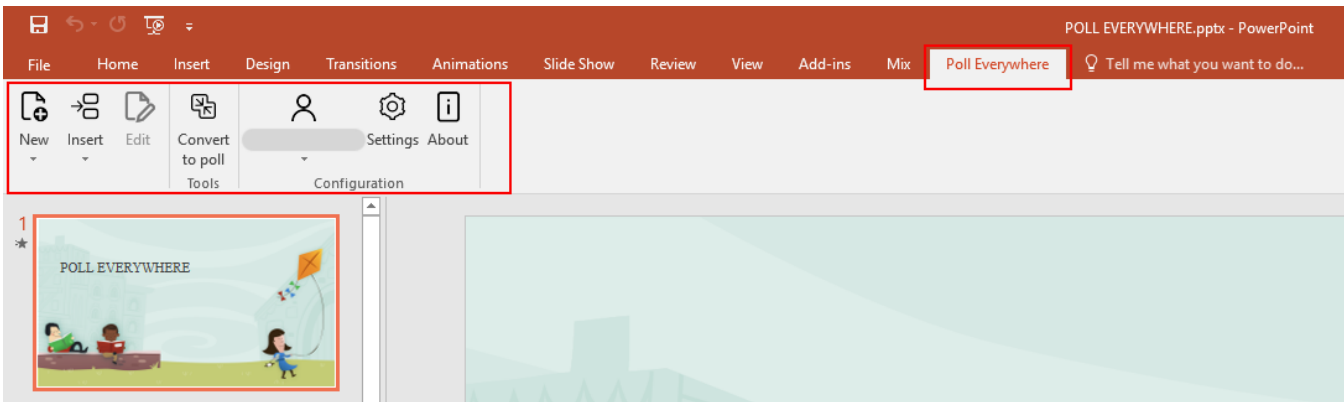 POLL EVERYWHERE.pptx - PowerPoint
File Home Insert Design Transitions Animations Slide Show Review View Add-ins Mix Poll Everywhere Tell me what you want to do...
New Insert Edit Convert to poll Settings About
Tools Configuration
1
POLL EVERYWHERE